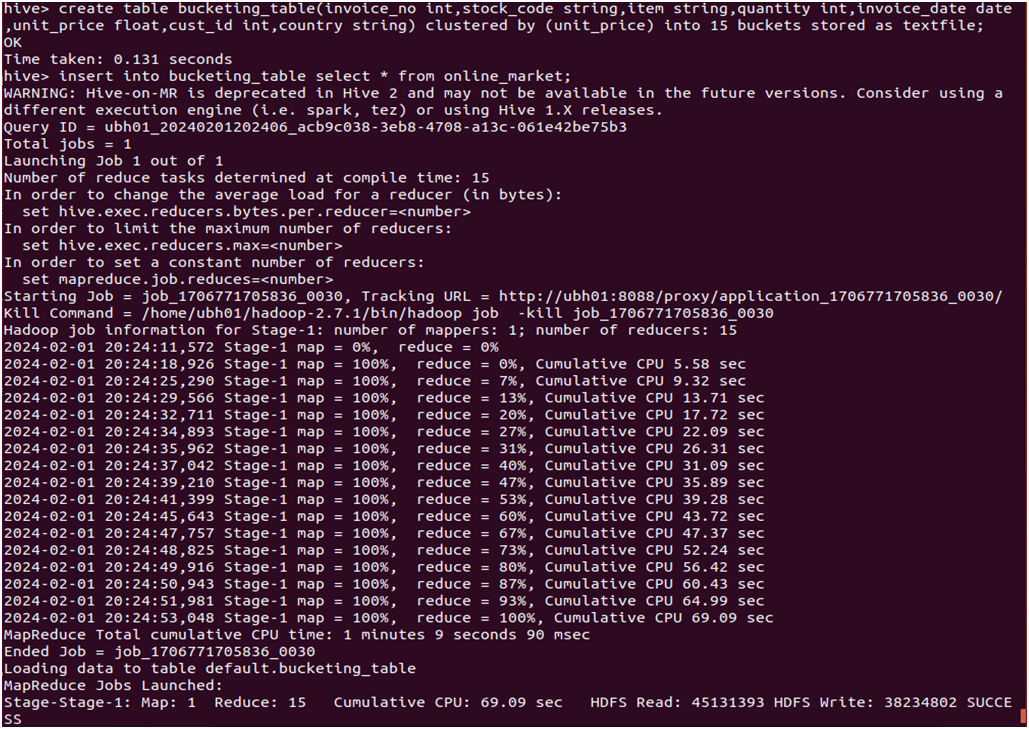 hive> create table bucketing_table(invoice_no int,stock_code string,item string,quantity int,invoice_date date
,unit_price float,cust_id int,country string) clustered by (unit_price) into 15 buckets stored as textfile;
OK
Time taken: 0.131 seconds
hive> insert into bucketing_table select * from online_market;
WARNING: Hive-on-MR is deprecated in Hive 2 and may not be available in the future versions. Consider using a
different execution engine (i.e. spark, tez) or using Hive 1.X releases.
Query ID = ubh01_20240201202406_acb9c038-3eb8-4708-a13c-061e42be75b3
Total jobs = 1
Launching Job 1 out of 1
Number of reduce tasks determined at compile time: 15
In order to change the average load for a reducer (in bytes):
  set hive.exec.reducers.bytes.per.reducer=<number>
In order to limit the maximum number of reducers:
  set hive.exec.reducers.max=<number>
In order to set a constant number of reducers:
  set mapreduce.job.reduces=<number>
Starting Job = job_1706771705836_0030, Tracking URL = http://ubh01:8088/proxy/application_1706771705836_0030/
Kill Command = /home/ubh01/hadoop-2.7.1/bin/hadoop job  -kill job_1706771705836_0030
Hadoop job information for Stage-1: number of mappers: 1; number of reducers: 15
2024-02-01 20:24:11,572 Stage-1 map = 0%,  reduce = 0%
2024-02-01 20:24:18,926 Stage-1 map = 100%,  reduce = 0%, Cumulative CPU 5.58 sec
2024-02-01 20:24:25,290 Stage-1 map = 100%,  reduce = 7%, Cumulative CPU 9.32 sec
2024-02-01 20:24:29,566 Stage-1 map = 100%,  reduce = 13%, Cumulative CPU 13.71 sec
2024-02-01 20:24:32,711 Stage-1 map = 100%,  reduce = 20%, Cumulative CPU 17.72 sec
2024-02-01 20:24:34,893 Stage-1 map = 100%,  reduce = 27%, Cumulative CPU 22.09 sec
2024-02-01 20:24:35,962 Stage-1 map = 100%,  reduce = 31%, Cumulative CPU 26.31 sec
2024-02-01 20:24:37,042 Stage-1 map = 100%,  reduce = 40%, Cumulative CPU 31.09 sec
2024-02-01 20:24:39,210 Stage-1 map = 100%,  reduce = 47%, Cumulative CPU 35.89 sec
2024-02-01 20:24:41,399 Stage-1 map = 100%,  reduce = 53%, Cumulative CPU 39.28 sec
2024-02-01 20:24:45,643 Stage-1 map = 100%,  reduce = 60%, Cumulative CPU 43.72 sec
2024-02-01 20:24:47,757 Stage-1 map = 100%,  reduce = 67%, Cumulative CPU 47.37 sec
2024-02-01 20:24:48,825 Stage-1 map = 100%,  reduce = 73%, Cumulative CPU 52.24 sec
2024-02-01 20:24:49,916 Stage-1 map = 100%,  reduce = 80%, Cumulative CPU 56.42 sec
2024-02-01 20:24:50,943 Stage-1 map = 100%,  reduce = 87%, Cumulative CPU 60.43 sec
2024-02-01 20:24:51,981 Stage-1 map = 100%,  reduce = 93%, Cumulative CPU 64.99 sec
2024-02-01 20:24:53,048 Stage-1 map = 100%,  reduce = 100%, Cumulative CPU 69.09 sec
MapReduce Total cumulative CPU time: 1 minutes 9 seconds 90 msec
Ended Job = job_1706771705836_0030
Loading data to table default.bucketing_table
MapReduce Jobs Launched:
Stage-Stage-1: Map: 1  Reduce: 15   Cumulative CPU: 69.09 sec   HDFS Read: 45131393 HDFS Write: 38234802 SUCCE
SS